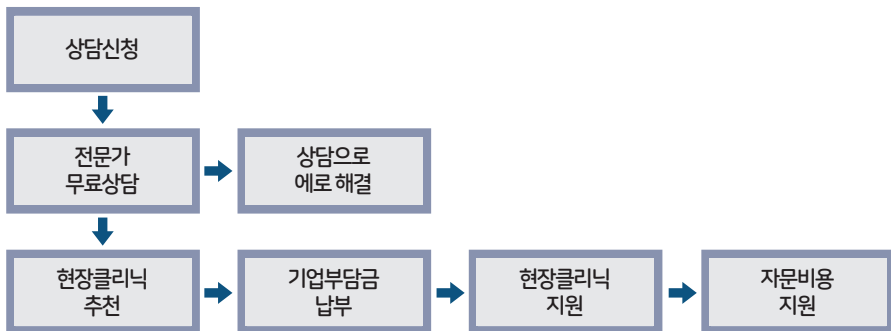 상담신청
전문가
무료상담
상담으로
에로 해결
현장클리닉
추천
기업부담금
납부
현장클리닉
지원
자문비용
지원